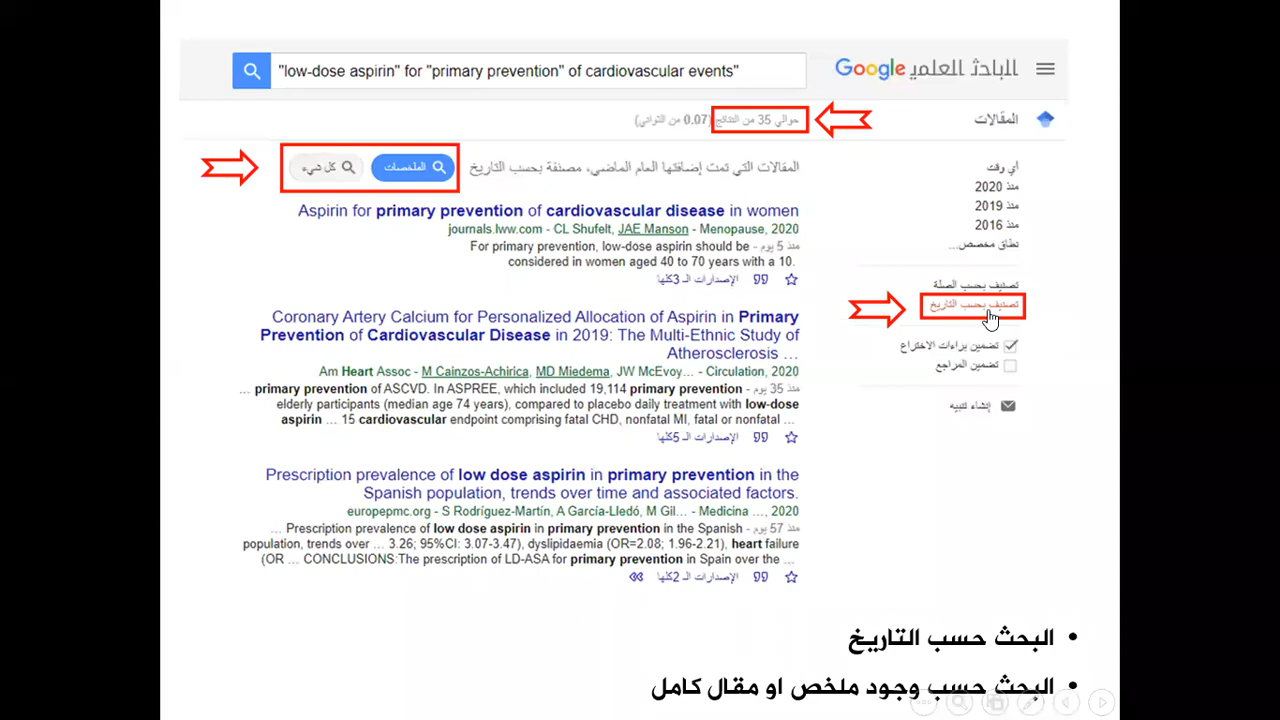 "low-dose aspirin" for "primary prevention" of cardiovascular events"
Google الباحث العلمي
المقالات
حوالي 35 من النتائج (0.07 من الثواني)
أي وقت
منذ 2020
منذ 2019
منذ 2016
نطاق مخصص...
تصنيف بحسب الصلة
تصنيف بحسب التاريخ
تضمين براءات الاختراع
تضمين المراجع
إنشاء تنبيه
المقالات التي تمت إضافتها العام الماضي، مصنفة بحسب التاريخ
الملخصات
كل شيء
Aspirin for primary prevention of cardiovascular disease in women
journals.lww.com - CL Shufelt, JAE Manson - Menopause, 2020
منذ 5 يوم - For primary prevention, low-dose aspirin should be
considered in women aged 40 to 70 years with a 10.
الإصدارات الـ 3كلها
Coronary Artery Calcium for Personalized Allocation of Aspirin in Primary
Prevention of Cardiovascular Disease in 2019: The Multi-Ethnic Study of
Atherosclerosis …
Am Heart Assoc - M Cainzos-Achirica, MD Miedema, JW McEvoy… - Circulation, 2020
منذ 35 يوم - … primary prevention of ASCVD. In ASPREE, which included 19,114 primary prevention
elderly participants (median age 74 years), compared to placebo daily treatment with low-dose
aspirin … 15 cardiovascular endpoint comprising fatal CHD, nonfatal MI, fatal or nonfatal …
الإصدارات الـ 5كلها
Prescription prevalence of low dose aspirin in primary prevention in the
Spanish population, trends over time and associated factors.
europepmc.org - S Rodríguez-Martín, A García-Lledó, M Gil… - Medicina …, 2020
منذ 57 يوم - … Prescription prevalence of low dose aspirin in primary prevention in the Spanish
population, trends over … 3.26; 95%CI: 3.07-3.47), dyslipidaemia (OR=2.08; 1.96-2.21), heart failure
(OR … CONCLUSIONS:The prescription of LD-ASA for primary prevention in Spain over the …
الإصدارات الـ 2كلها
• البحث حسب التاريخ
• البحث حسب وجود ملخص او مقال كامل